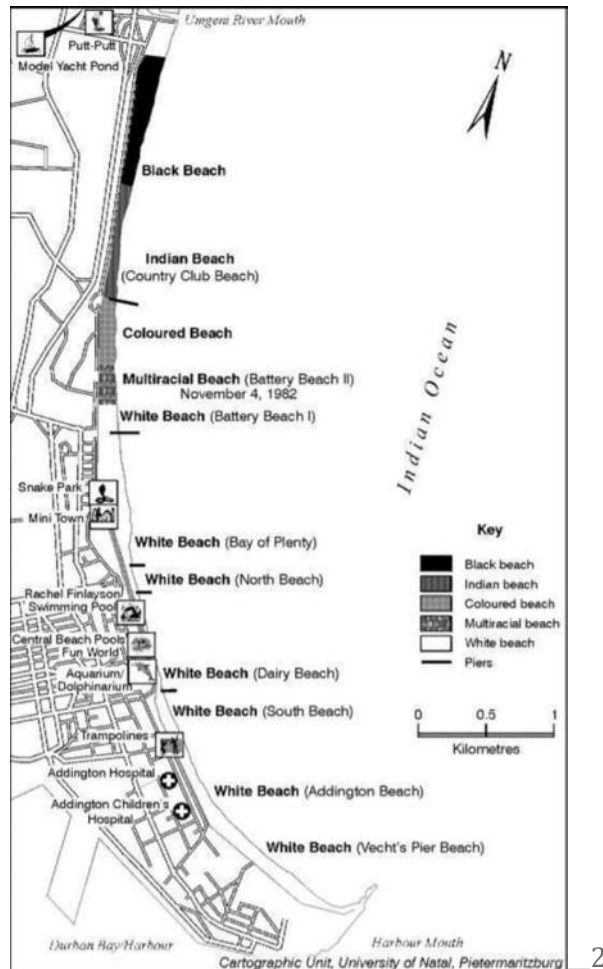 Umgeni River Mouth
Putt-Putt
Model Yacht Pond
N
Black Beach
Indian Beach
(Country Club Beach)
Coloured Beach
Multiracial Beach (Battery Beach II)
November 4, 1982
White Beach (Battery Beach I)
Indian Ocean
Snake Park
Mini Town
White Beach (Bay of Plenty)
White Beach (North Beach)
Rachel Finlayson
Swimming Pool
Central Beach Pools
Fun World
Aquarium/
Dolphinarium
White Beach (Dairy Beach)
White Beach (South Beach)
Trampolines
Addington Hospital
White Beach (Addington Beach)
Addington Children's
Hospital
White Beach (Vecht's Pier Beach)
Key
Black beach
Indian beach
Coloured beach
Multiracial beach
White beach
Piers
0 0.5 1
Kilometres
Durban Bay/Harbour
Harbour Mouth
Cartographic Unit, University of Natal, Pietermaritzburg
2